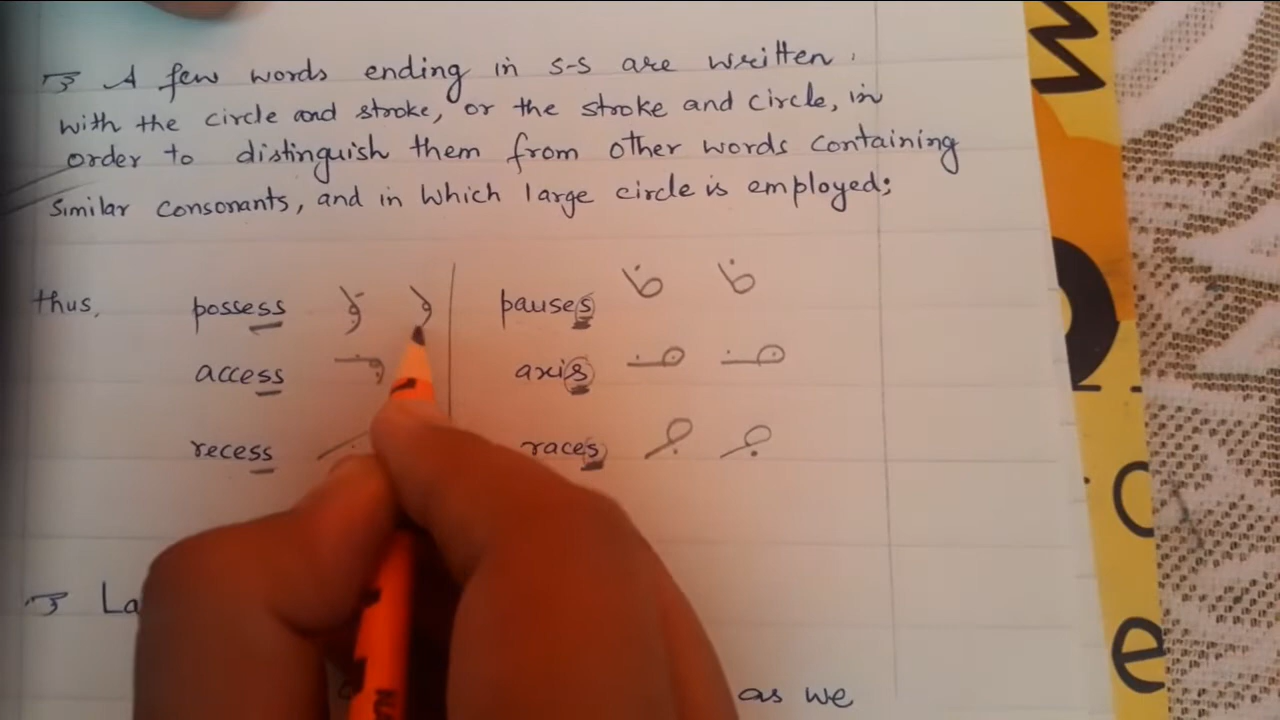 A few words ending in s-s are written
with the circle and stroke, or the stroke and circle, in
order to distinguish them from other words containing
similar consonants, and in which large circle is employed;
thus, possess pauses
access axis
recess races
La
as we
W
o
e